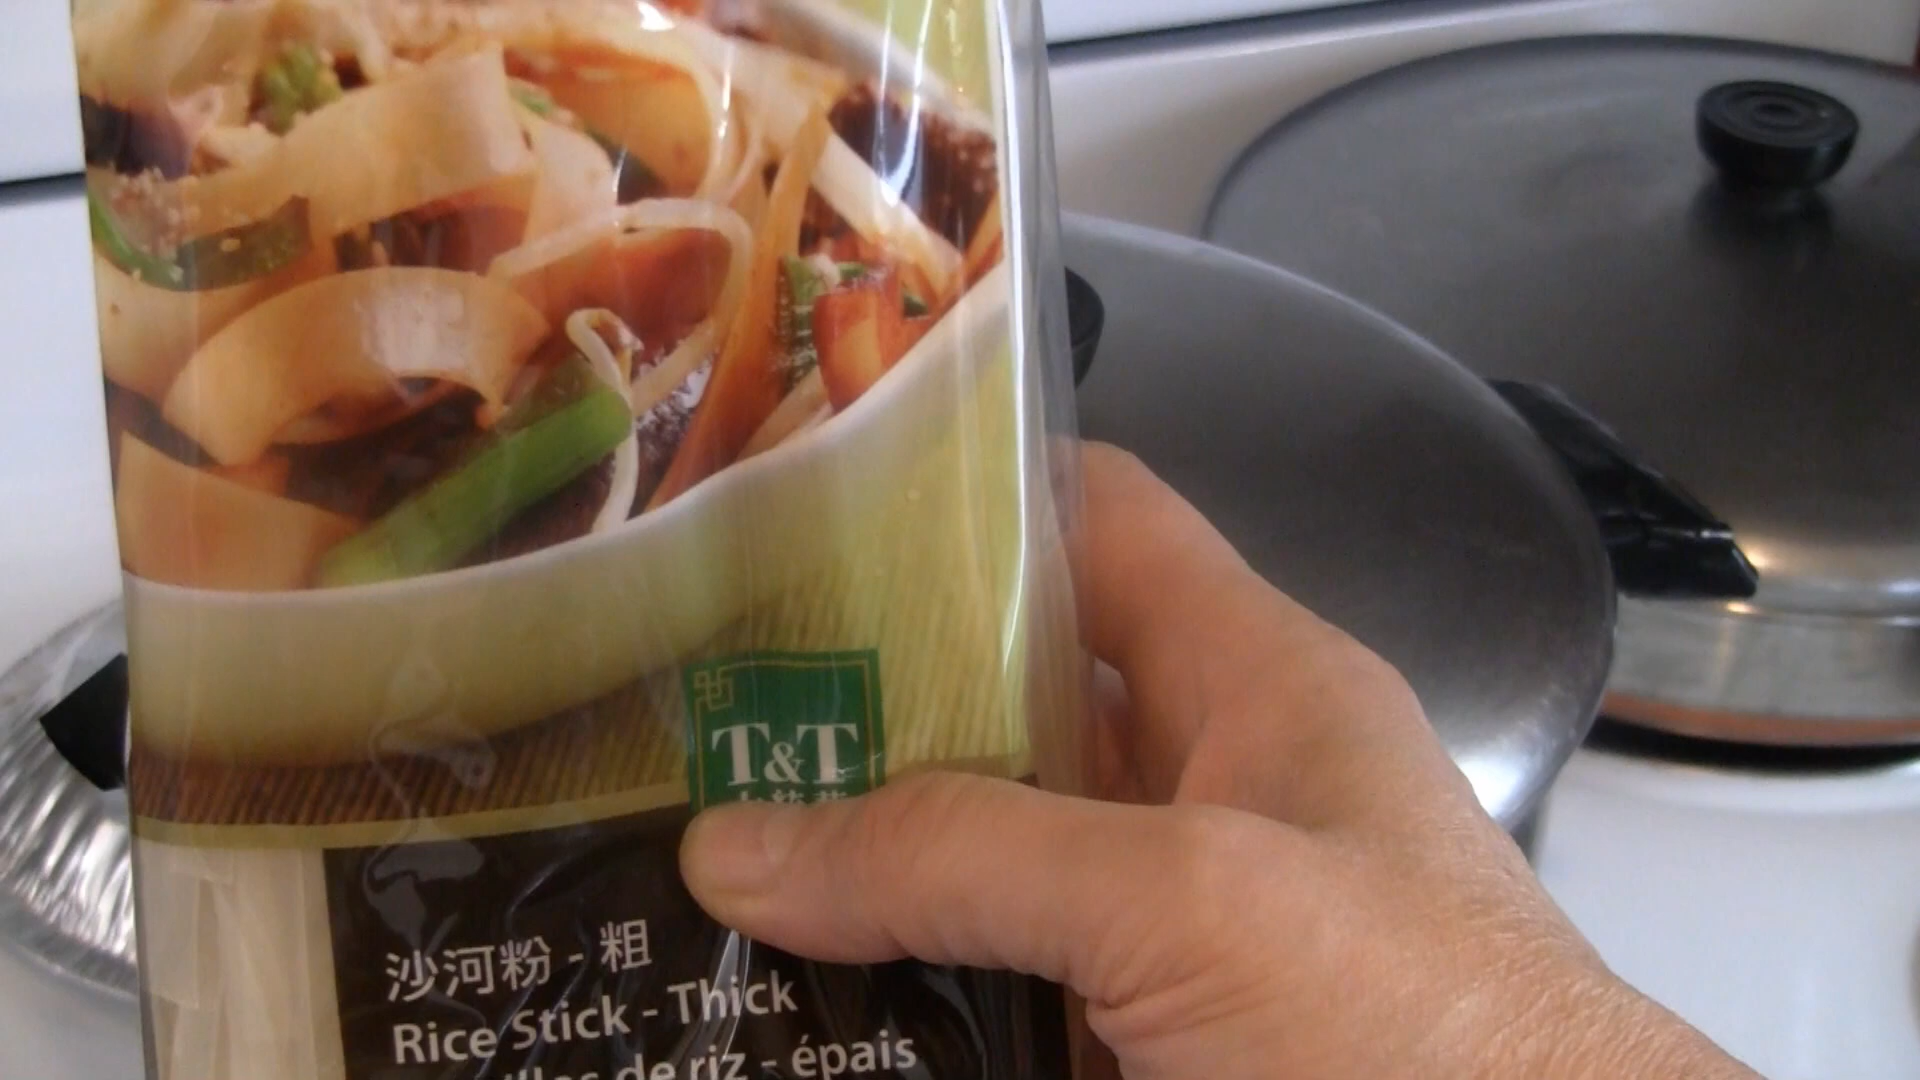 T&T
沙河粉 - 粗
Rice Stick - Thick
de riz - épais